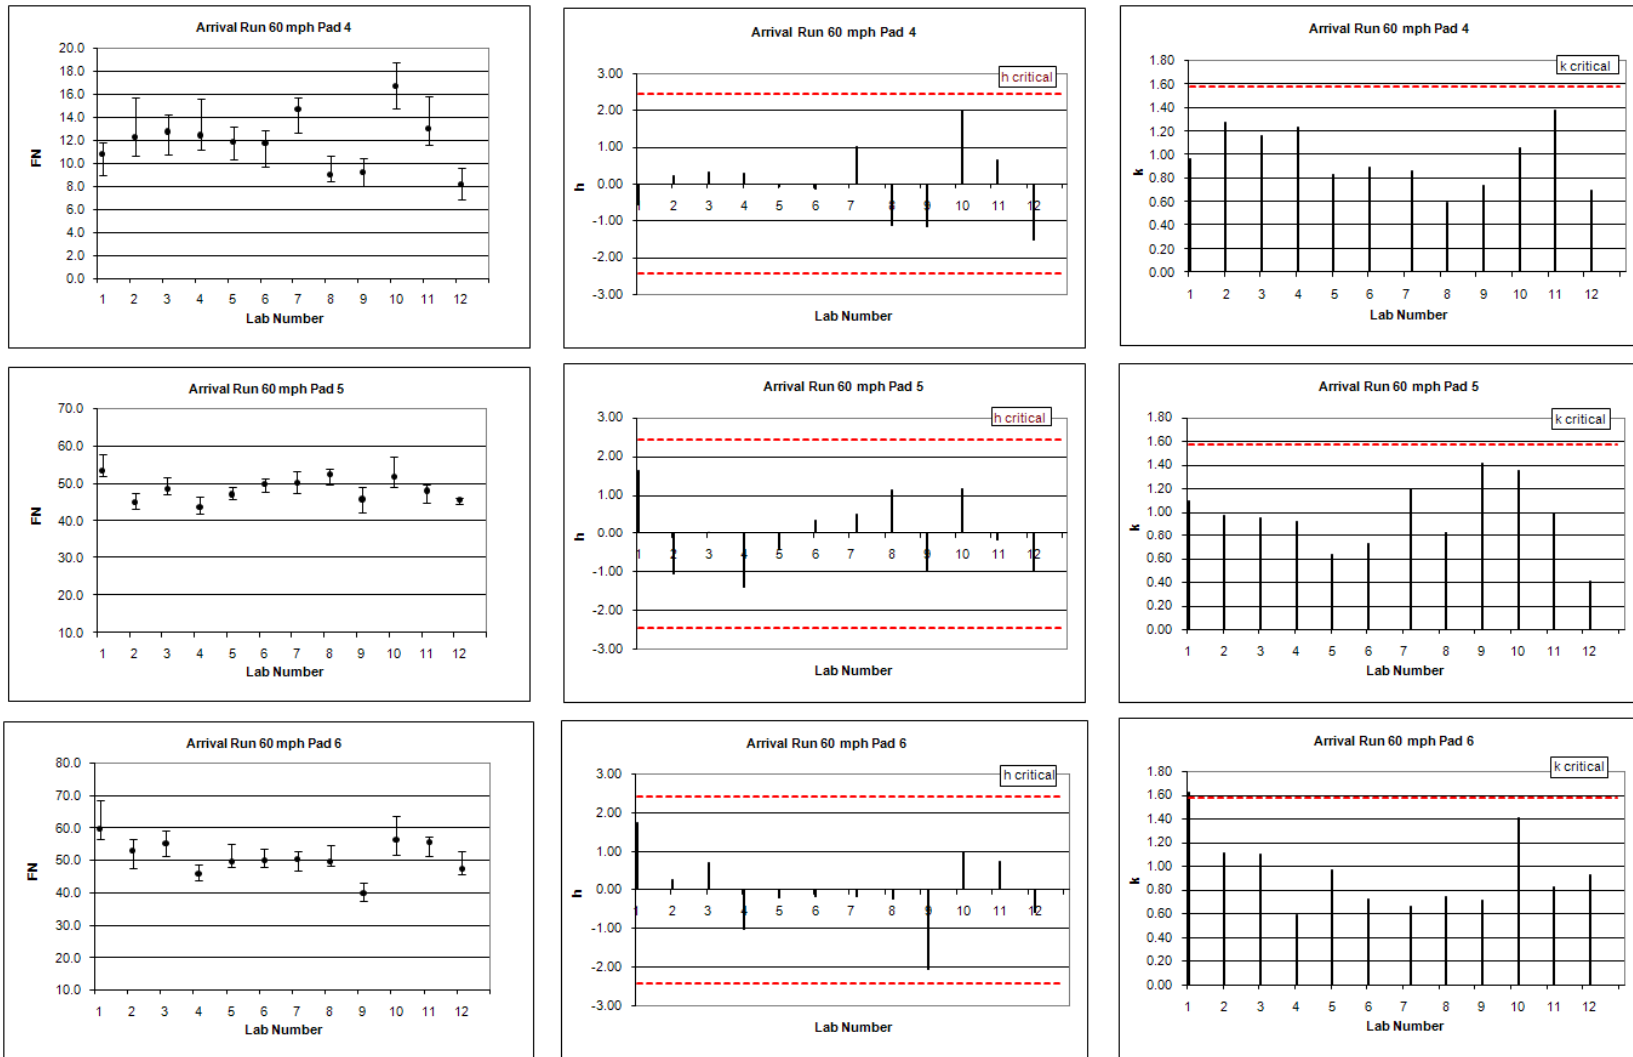 Arrival Run 60 mph Pad 4
20.0
18.0
16.0
14.0
12.0
10.0
8.0
6.0
4.0
2.0
0.0
FN
1 2 3 4 5 6 7 8 9 10 11 12
Lab Number
Arrival Run 60 mph Pad 4
h critical
3.00
2.00
1.00
0.00
-1.00
-2.00
-3.00
h
1 2 3 4 5 6 7 8 9 10 11 12
Lab Number
Arrival Run 60 mph Pad 4
k critical
1.80
1.60
1.40
1.20
1.00
0.80
0.60
0.40
0.20
0.00
k
1 2 3 4 5 6 7 8 9 10 11 12
Lab Number
Arrival Run 60 mph Pad 5
70.0
60.0
50.0
40.0
30.0
20.0
10.0
FN
1 2 3 4 5 6 7 8 9 10 11 12
Lab Number
Arrival Run 60 mph Pad 5
h critical
3.00
2.00
1.00
0.00
-1.00
-2.00
-3.00
h
1 2 3 4 5 6 7 8 9 10 11 12
Lab Number
Arrival Run 60 mph Pad 5
k critical
1.80
1.60
1.40
1.20
1.00
0.80
0.60
0.40
0.20
0.00
k
1 2 3 4 5 6 7 8 9 10 11 12
Lab Number
Arrival Run 60 mph Pad 6
80.0
70.0
60.0
50.0
40.0
30.0
20.0
10.0
FN
1 2 3 4 5 6 7 8 9 10 11 12
Lab Number
Arrival Run 60 mph Pad 6
h critical
3.00
2.00
1.00
0.00
-1.00
-2.00
-3.00
h
1 2 3 4 5 6 7 8 9 10 11 12
Lab Number
Arrival Run 60 mph Pad 6
k critical
1.80
1.60
1.40
1.20
1.00
0.80
0.60
0.40
0.20
0.00
k
1 2 3 4 5 6 7 8 9 10 11 12
Lab Number